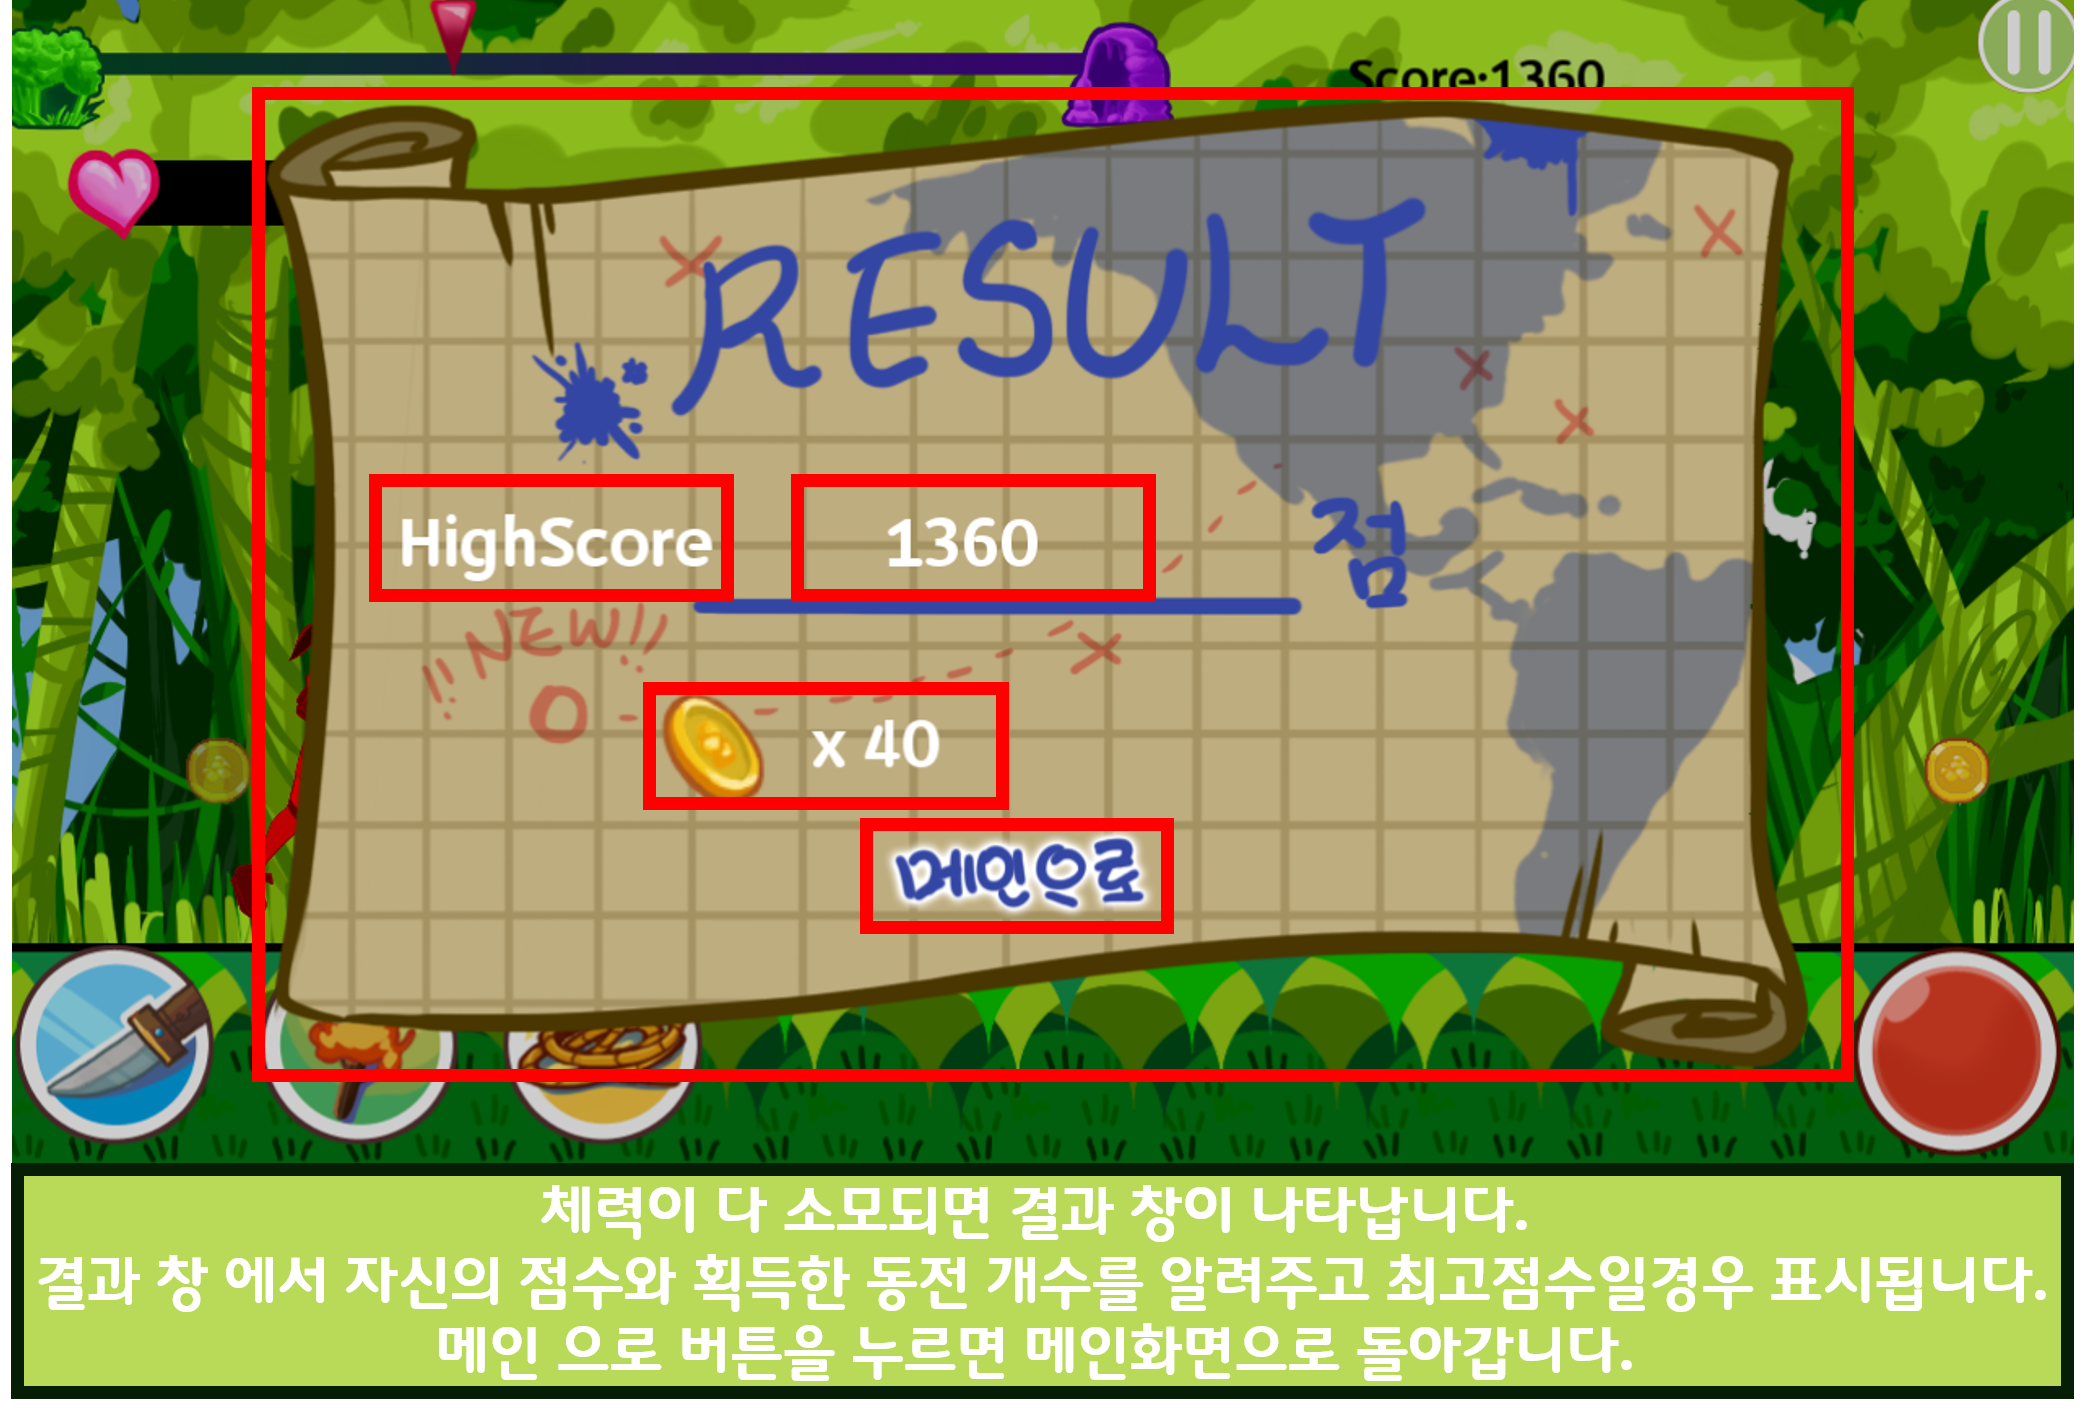 Score:1360
RESULT
HighScore 1360 점
!! NEW!!
x 40
메인으로
체력이 다 소모되면 결과 창이 나타납니다.
결과 창 에서 자신의 점수와 획득한 동전 개수를 알려주고 최고점수일경우 표시됩니다.
메인 으로 버튼을 누르면 메인화면으로 돌아갑니다.